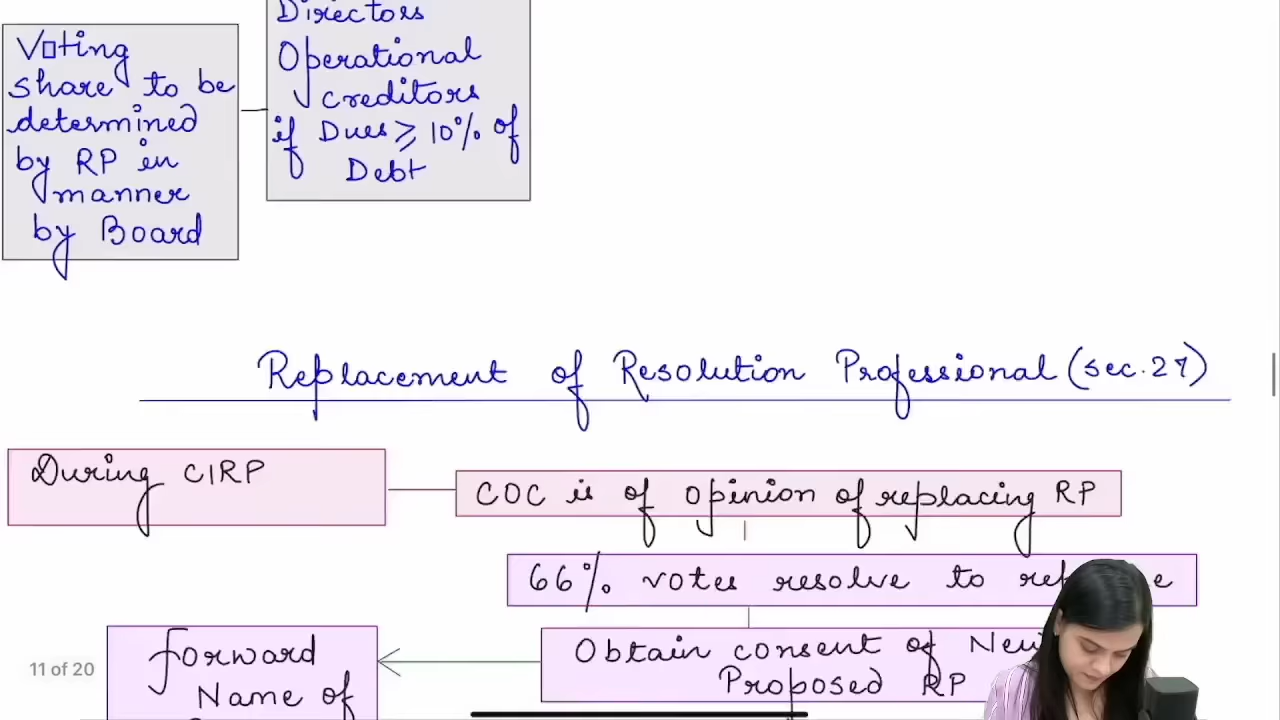 Voting
share to be
determined
by RP in
manner
by Board
Directors
Operational
creditors
if Dues ⩾ 10% of
Debt
Replacement of Resolution Professional (sec.27)
During CIRP
COC is of opinion of replacing RP
66% votes resolve to
Obtain consent of New
Proposed RP
Forward
Name of
11 of 20